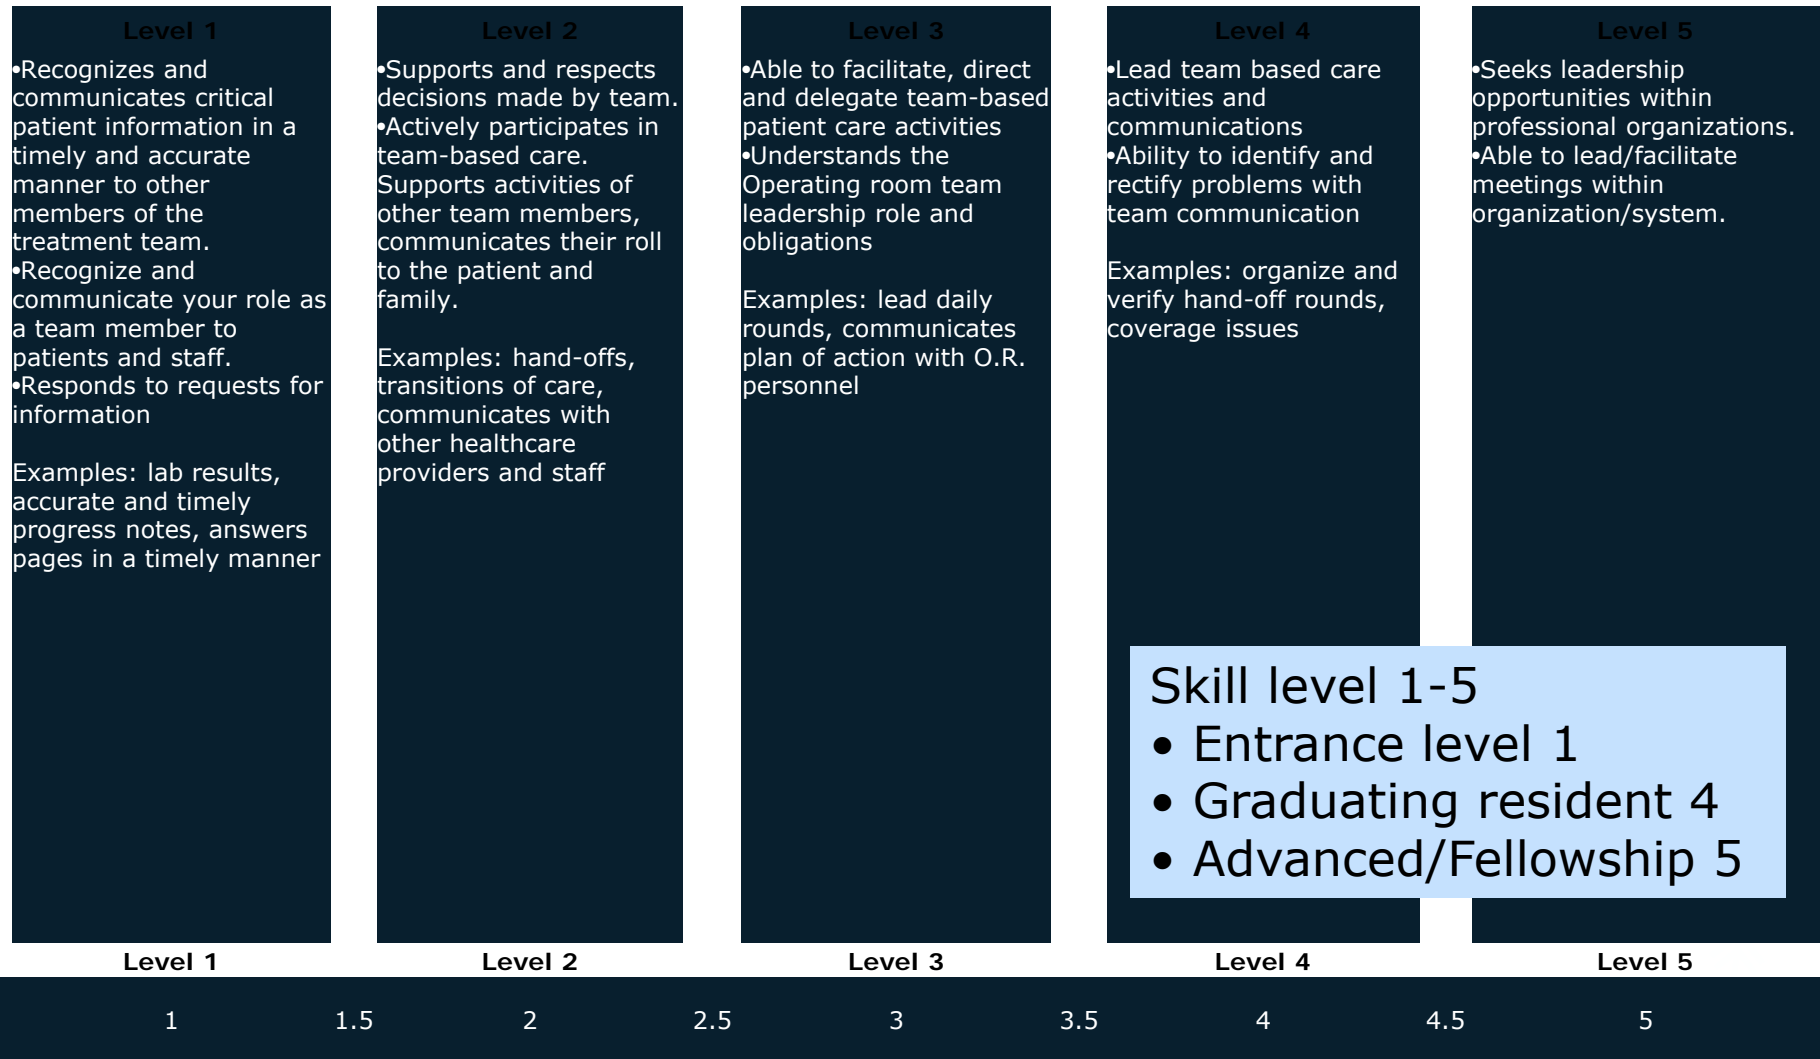 Level 1
•Recognizes and
communicates critical
patient information in a
timely and accurate
manner to other
members of the
treatment team.
•Recognize and
communicate your role as
a team member to
patients and staff.
•Responds to requests for
information
Examples: lab results,
accurate and timely
progress notes, answers
pages in a timely manner
Level 2
•Supports and respects
decisions made by team.
•Actively participates in
team-based care.
Supports activities of
other team members,
communicates their roll
to the patient and
family.
Examples: hand-offs,
transitions of care,
communicates with
other healthcare
providers and staff
Level 3
•Able to facilitate, direct
and delegate team-based
patient care activities
•Understands the
Operating room team
leadership role and
obligations
Examples: lead daily
rounds, communicates
plan of action with O.R.
personnel
Level 4
•Lead team based care
activities and
communications
•Ability to identify and
rectify problems with
team communication
Examples: organize and
verify hand-off rounds,
coverage issues
Level 5
•Seeks leadership
opportunities within
professional organizations.
•Able to lead/facilitate
meetings within
organization/system.
Skill level 1-5
• Entrance level 1
• Graduating resident 4
• Advanced/Fellowship 5
Level 1 Level 2 Level 3 Level 4 Level 5
1 1.5 2 2.5 3 3.5 4 4.5 5